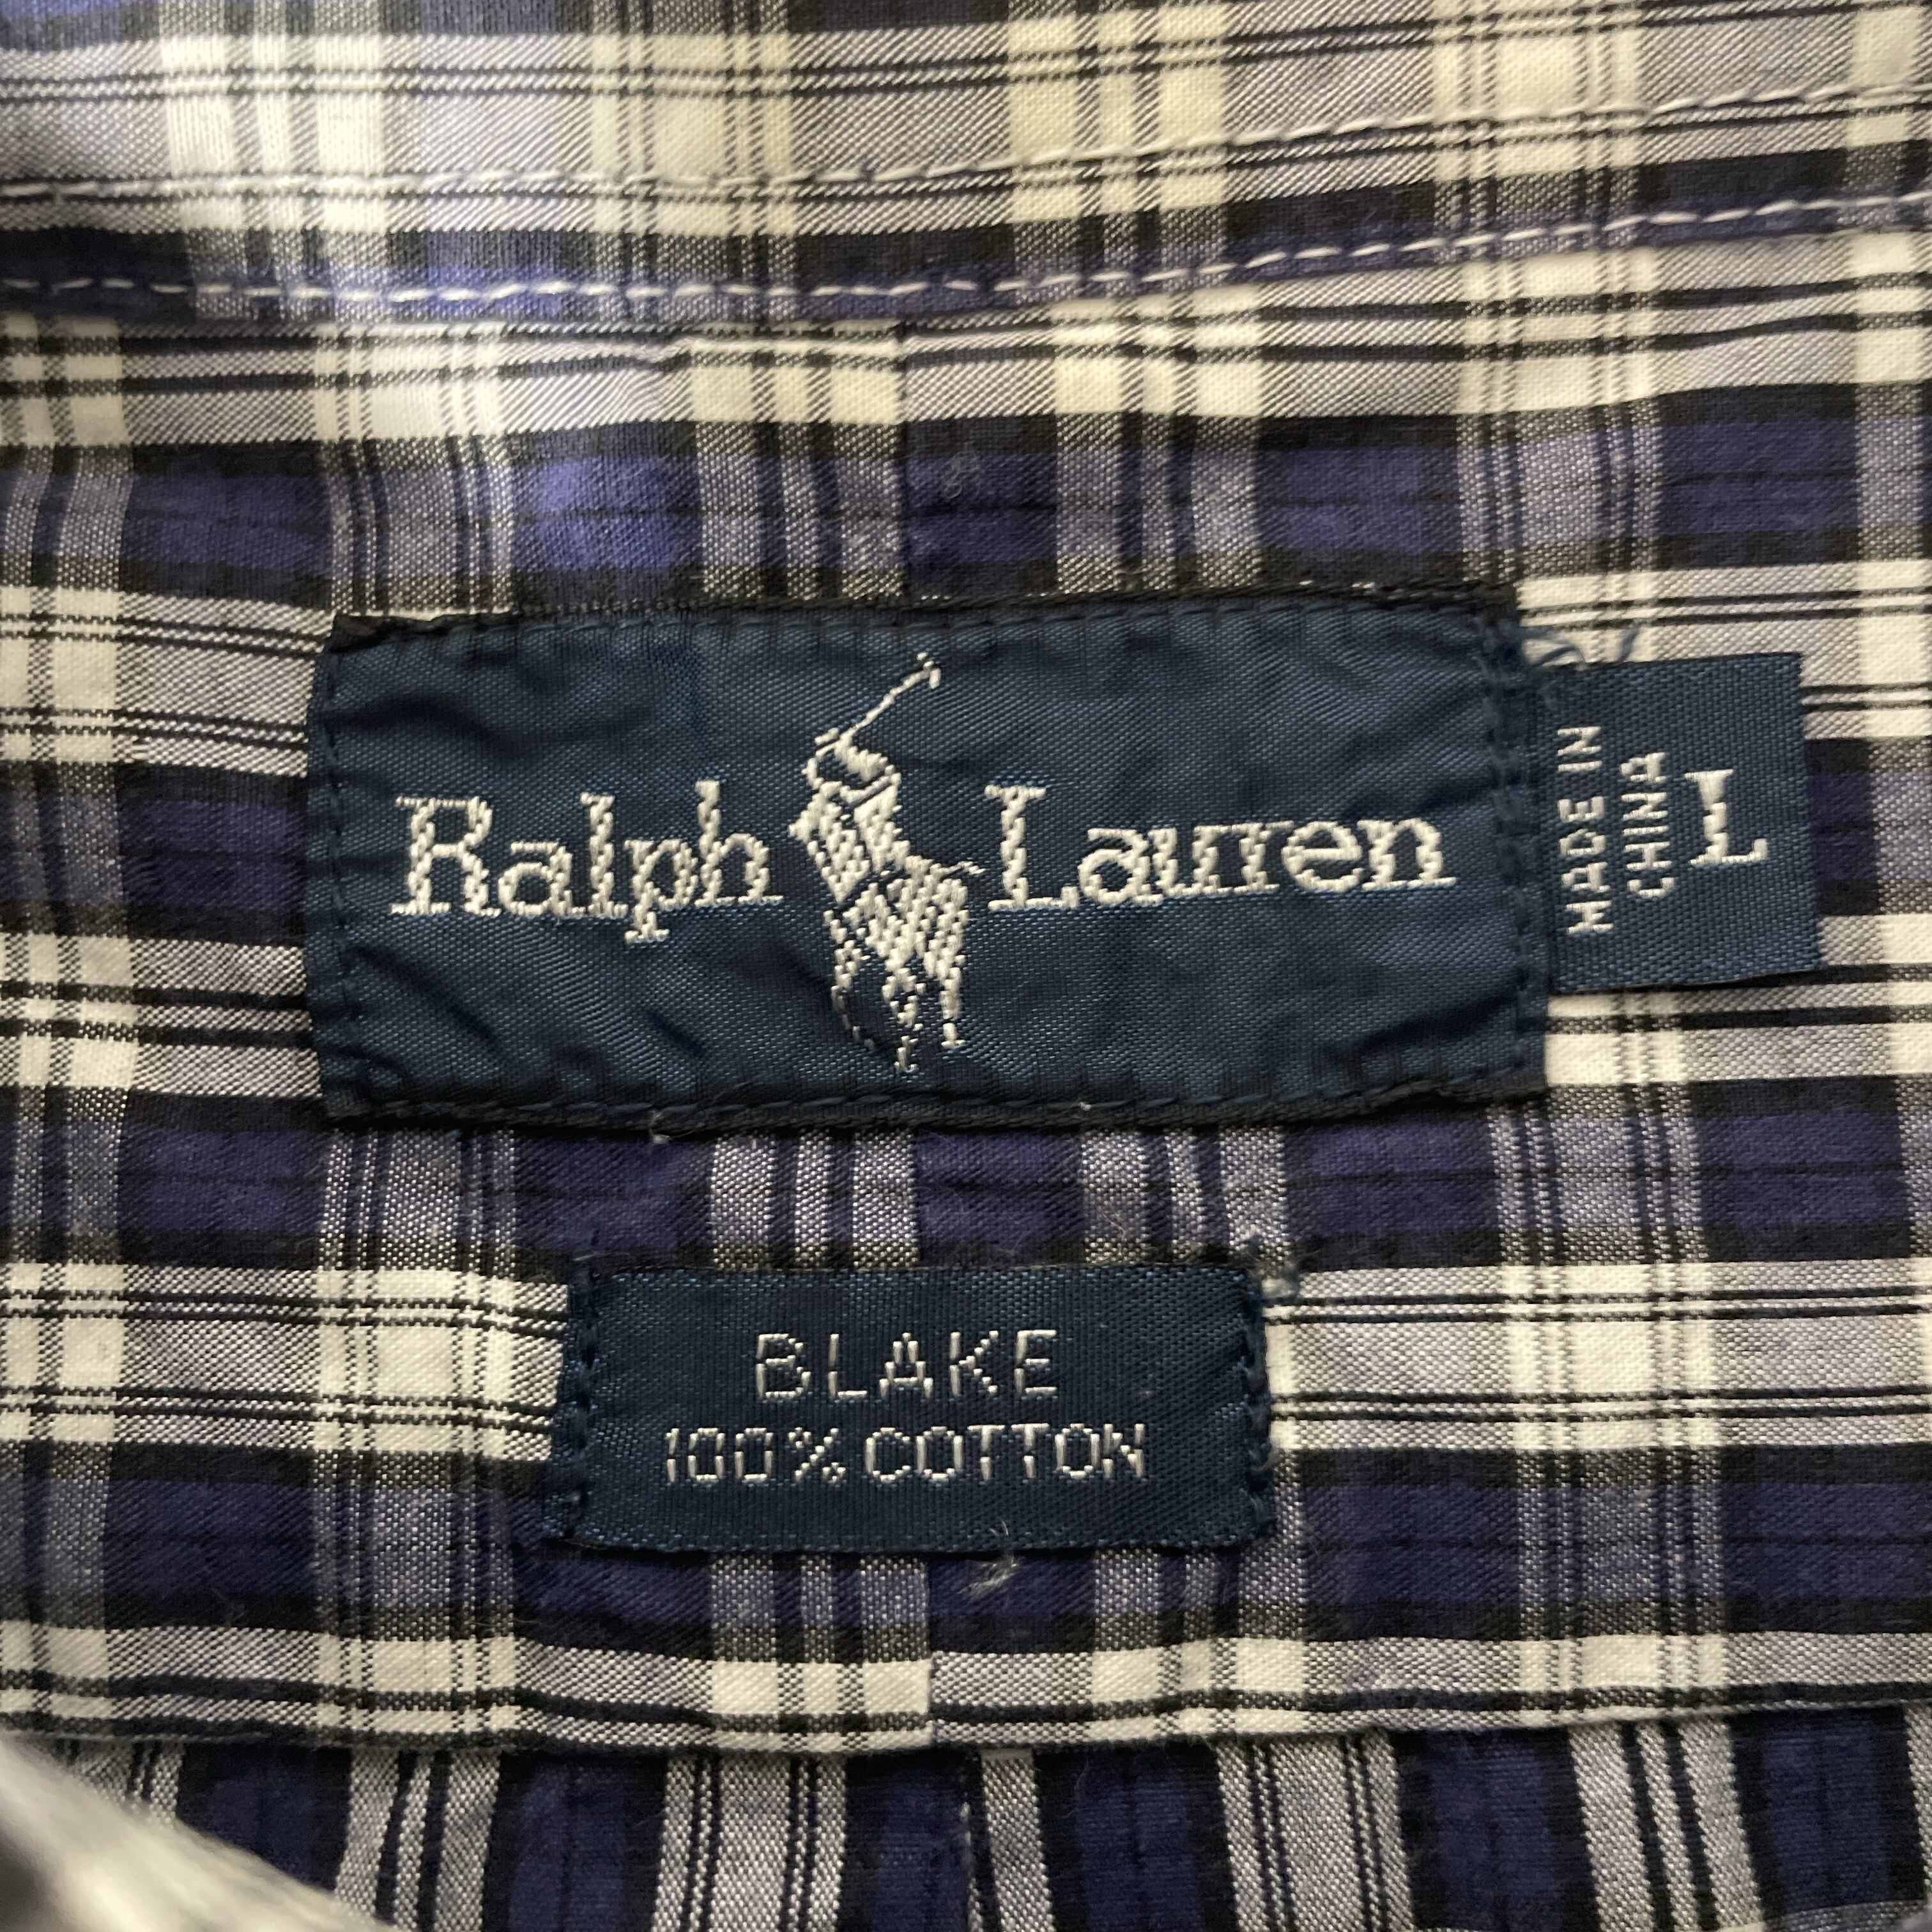 Ralph Lauren
MADE IN
CHINA
L
BLAKE
100% COTTON